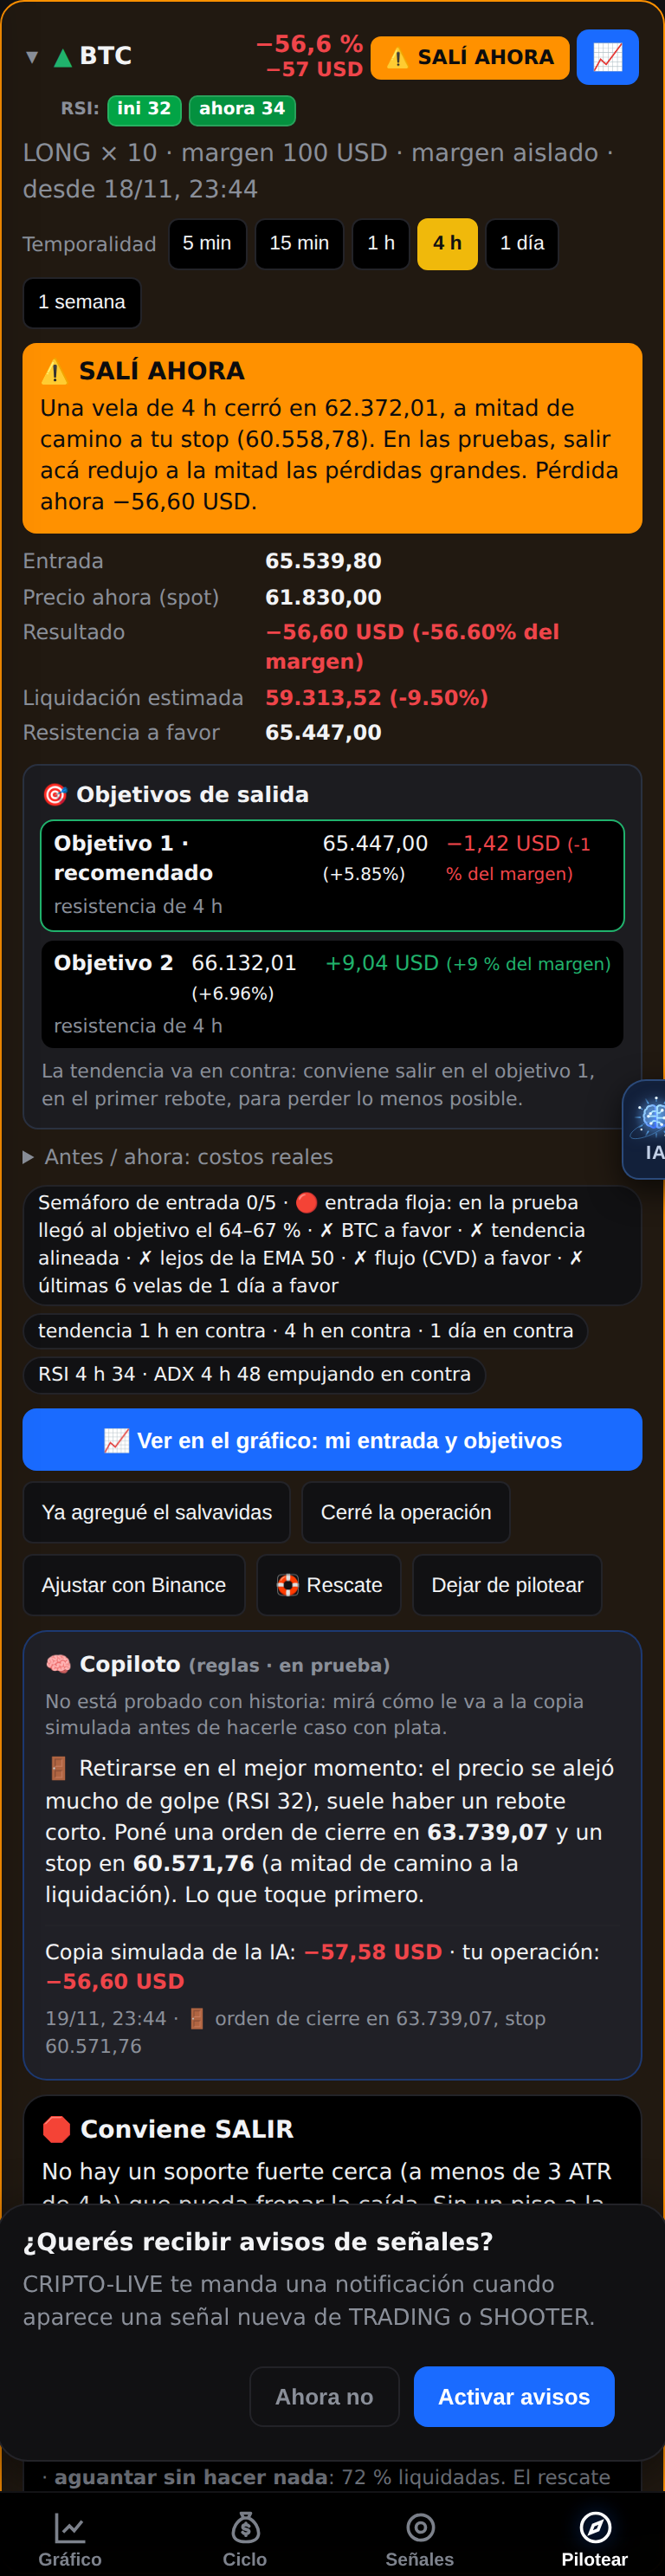 ▼ ▲ BTC −56,6 % −57 USD ⚠️ SALÍ AHORA
RSI: ini 32 ahora 34
LONG × 10 · margen 100 USD · margen aislado ·
desde 18/11, 23:44
Temporalidad 5 min 15 min 1 h 4 h 1 día
1 semana
⚠️ SALÍ AHORA
Una vela de 4 h cerró en 62.372,01, a mitad de
camino a tu stop (60.558,78). En las pruebas, salir
acá redujo a la mitad las pérdidas grandes. Pérdida
ahora −56,60 USD.
Entrada 65.539,80
Precio ahora (spot) 61.830,00
Resultado −56,60 USD (-56.60% del
margen)
Liquidación estimada 59.313,52 (-9.50%)
Resistencia a favor 65.447,00
🎯 Objetivos de salida
Objetivo 1 · 65.447,00 −1,42 USD (-1
recomendado (+5.85%) % del margen)
resistencia de 4 h
Objetivo 2 66.132,01 +9,04 USD (+9 % del margen)
(+6.96%)
resistencia de 4 h
La tendencia va en contra: conviene salir en el objetivo 1,
en el primer rebote, para perder lo menos posible.
IA
▶ Antes / ahora: costos reales
Semáforo de entrada 0/5 · 🔴 entrada floja: en la prueba
llegó al objetivo el 64–67 % · ✗ BTC a favor · ✗ tendencia
alineada · ✗ lejos de la EMA 50 · ✗ flujo (CVD) a favor · ✗
últimas 6 velas de 1 día a favor
tendencia 1 h en contra · 4 h en contra · 1 día en contra
RSI 4 h 34 · ADX 4 h 48 empujando en contra
📈 Ver en el gráfico: mi entrada y objetivos
Ya agregué el salvavidas Cerré la operación
Ajustar con Binance 🛟 Rescate Dejar de pilotear
🧠 Copiloto (reglas · en prueba)
No está probado con historia: mirá cómo le va a la copia
simulada antes de hacerle caso con plata.
🚪 Retirarse en el mejor momento: el precio se alejó
mucho de golpe (RSI 32), suele haber un rebote
corto. Poné una orden de cierre en 63.739,07 y un
stop en 60.571,76 (a mitad de camino a la
liquidación). Lo que toque primero.
Copia simulada de la IA: −57,58 USD · tu operación:
−56,60 USD
19/11, 23:44 · 🚪 orden de cierre en 63.739,07, stop
60.571,76
🛑 Conviene SALIR
No hay un soporte fuerte cerca (a menos de 3 ATR
de 4 h) que pueda frenar la caída. Sin un piso a la
¿Querés recibir avisos de señales?
CRIPTO-LIVE te manda una notificación cuando
aparece una señal nueva de TRADING o SHOOTER.
Ahora no Activar avisos
· aguantar sin hacer nada: 72 % liquidadas. El rescate
Gráfico Ciclo Señales Pilotear